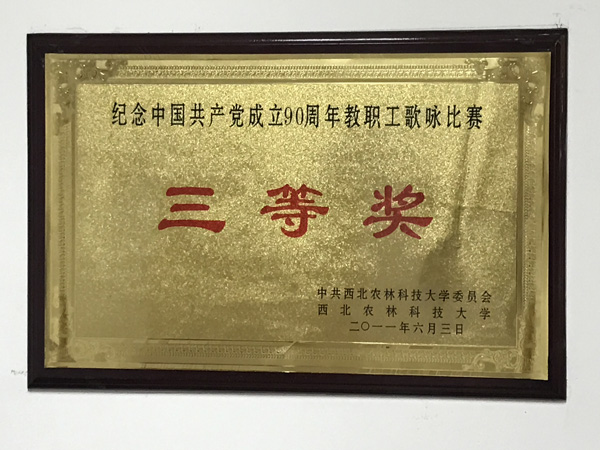 纪念中国共产党成立90周年教职工歌咏比赛
三等奖
中共西北农林科技大学委员会
西北农林科技大学
二〇一一年六月三日